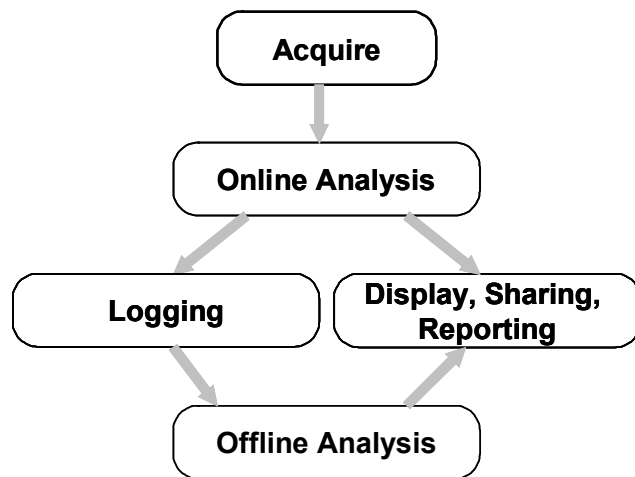 Acquire
Online Analysis
Logging
Display, Sharing,
Reporting
Offline Analysis